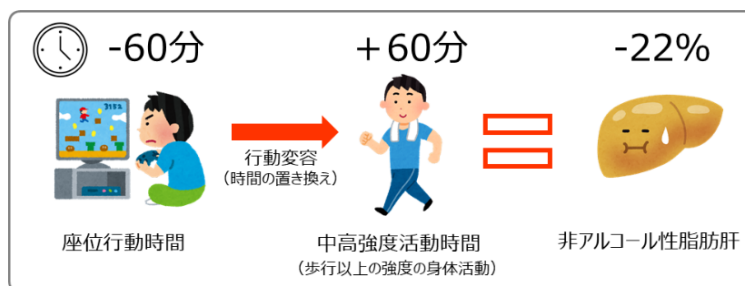 -60分
+60分
-22%
3132
行動変容
(時間の置き換え)
座位行動時間
中高強度活動時間
(歩行以上の強度の身体活動)
非アルコール性脂肪肝